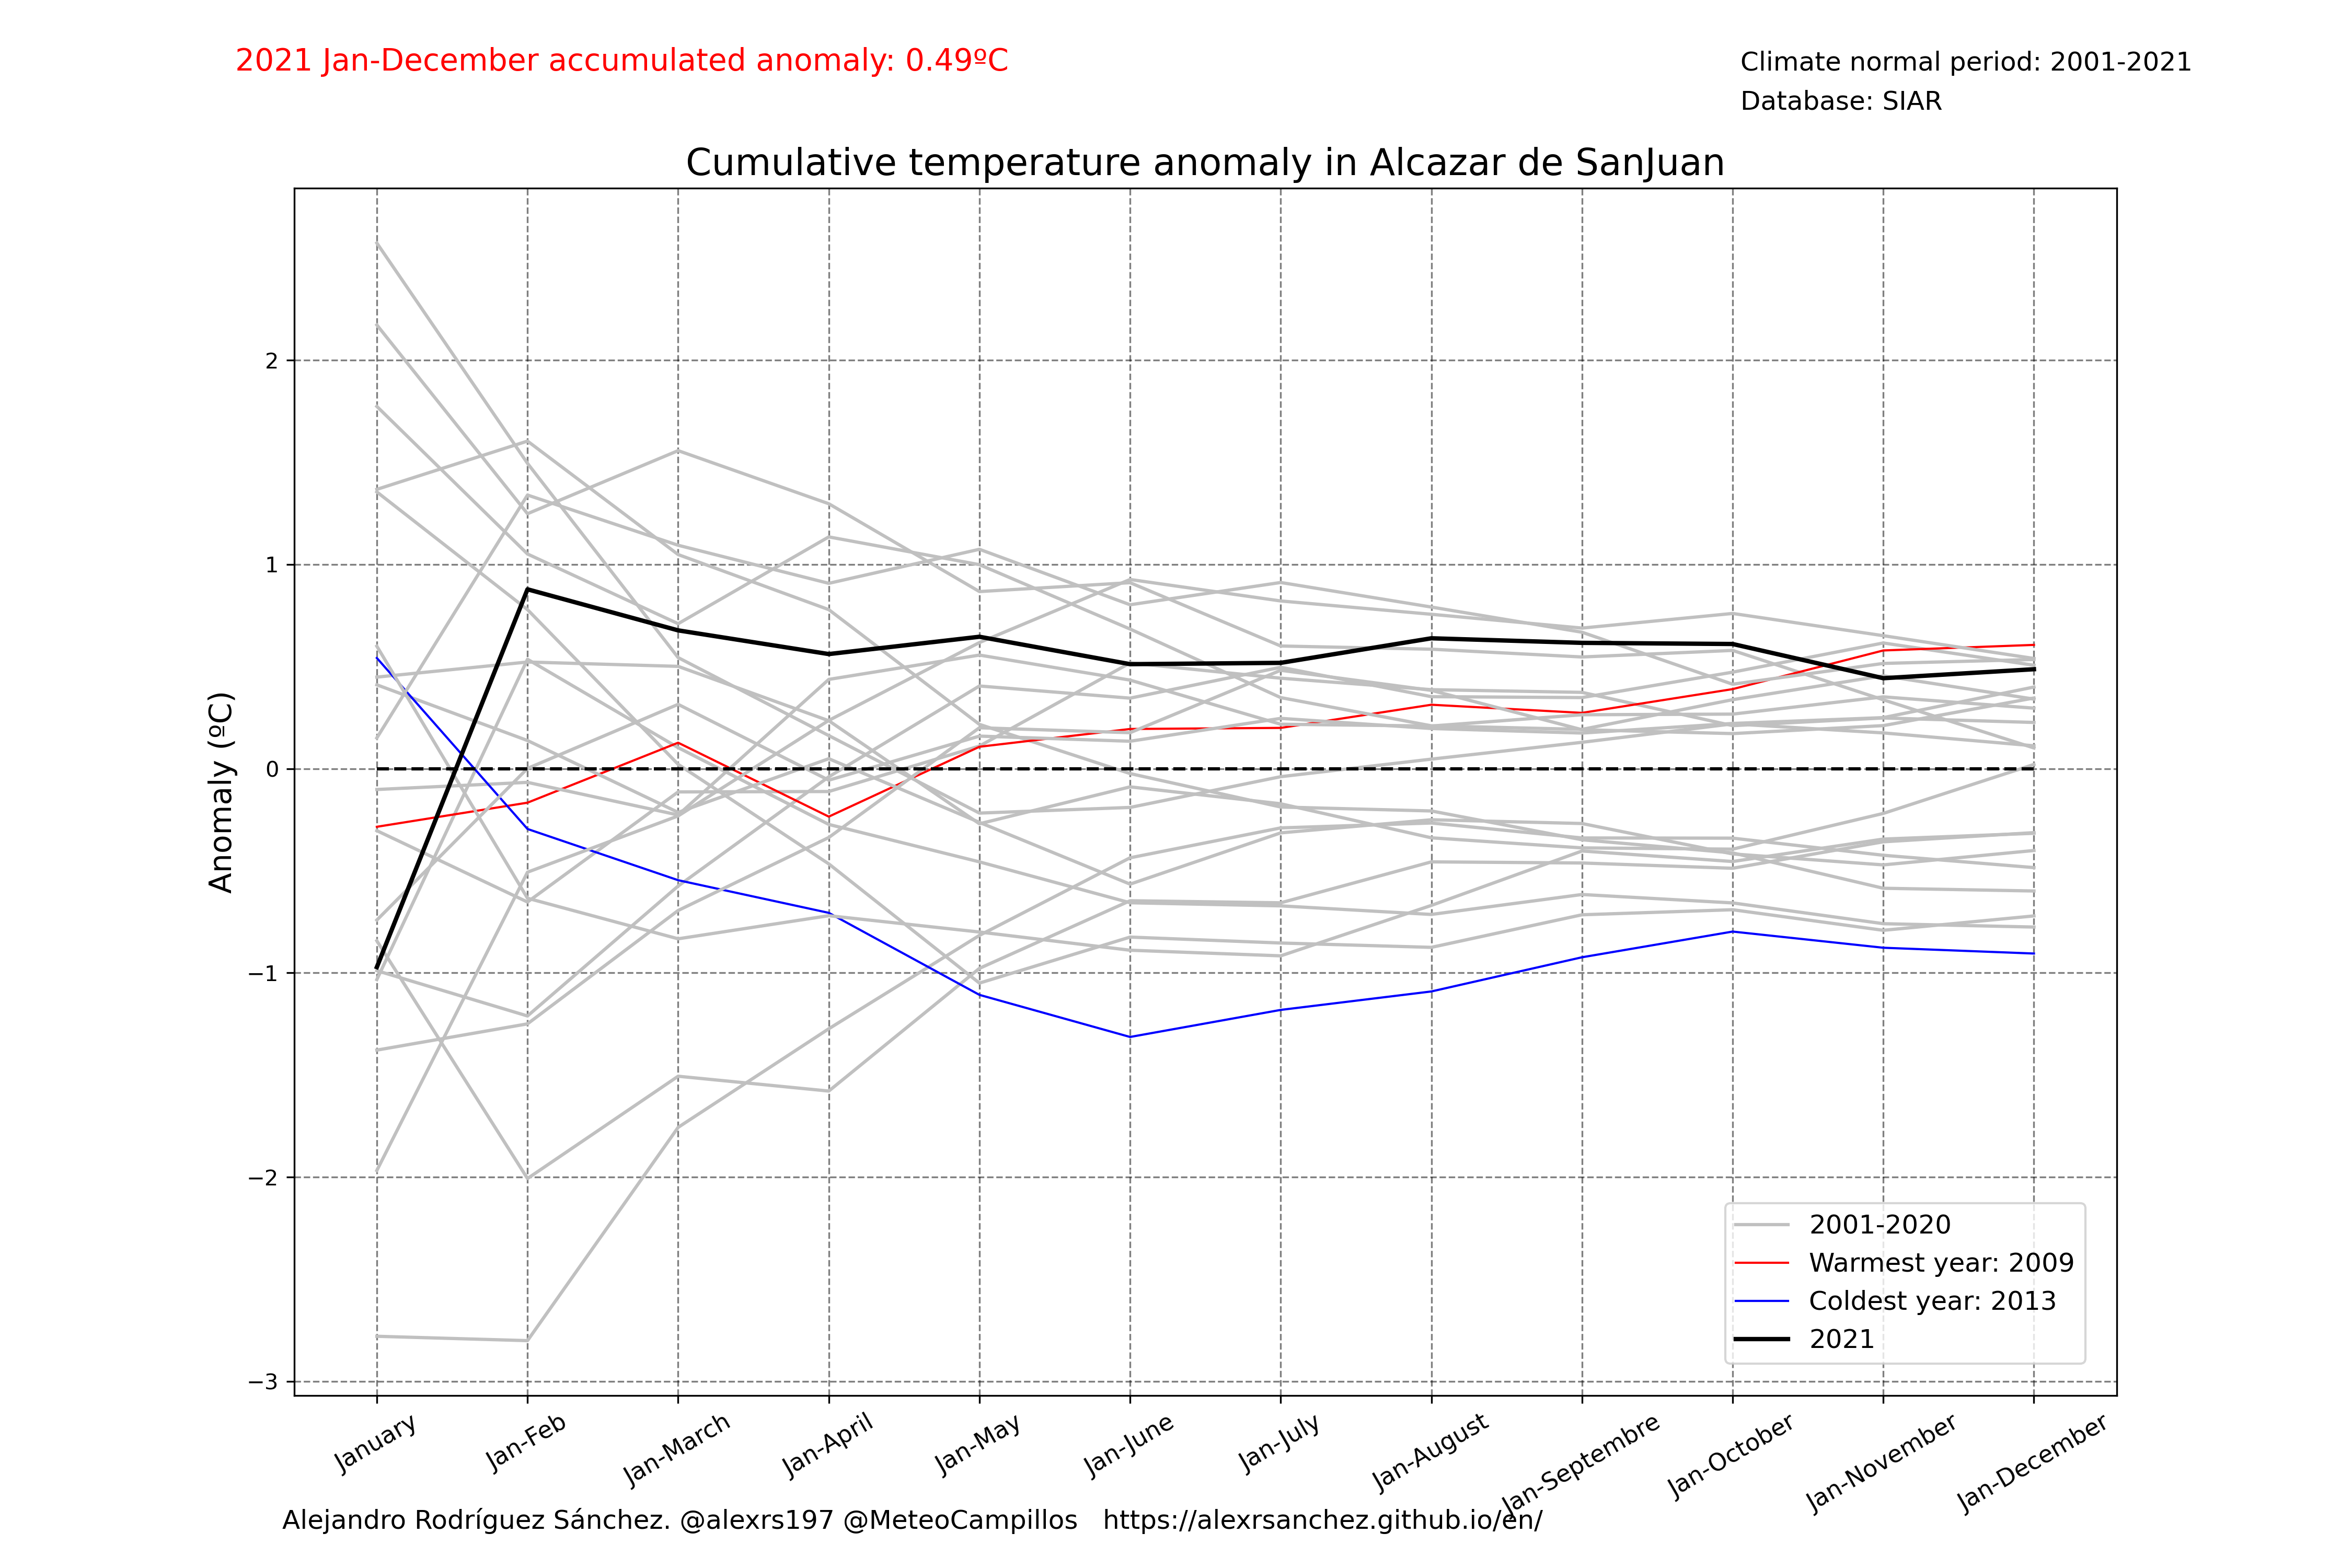 2021 Jan-December accumulated anomaly: 0.49ºC
Climate normal period: 2001-2021
Database: SIAR
Cumulative temperature anomaly in Alcazar de SanJuan
Anomaly (ºC)
2
1
0
−1
−2
−3
2001-2020
Warmest year: 2009
Coldest year: 2013
2021
January
Jan-Feb
Jan-March
Jan-April
Jan-May
Jan-June
Jan-July
Jan-August
Jan-Septembre
Jan-October
Jan-November
Jan-December
Alejandro Rodríguez Sánchez. @alexrs197 @MeteoCampillos https://alexrsanchez.github.io/en/